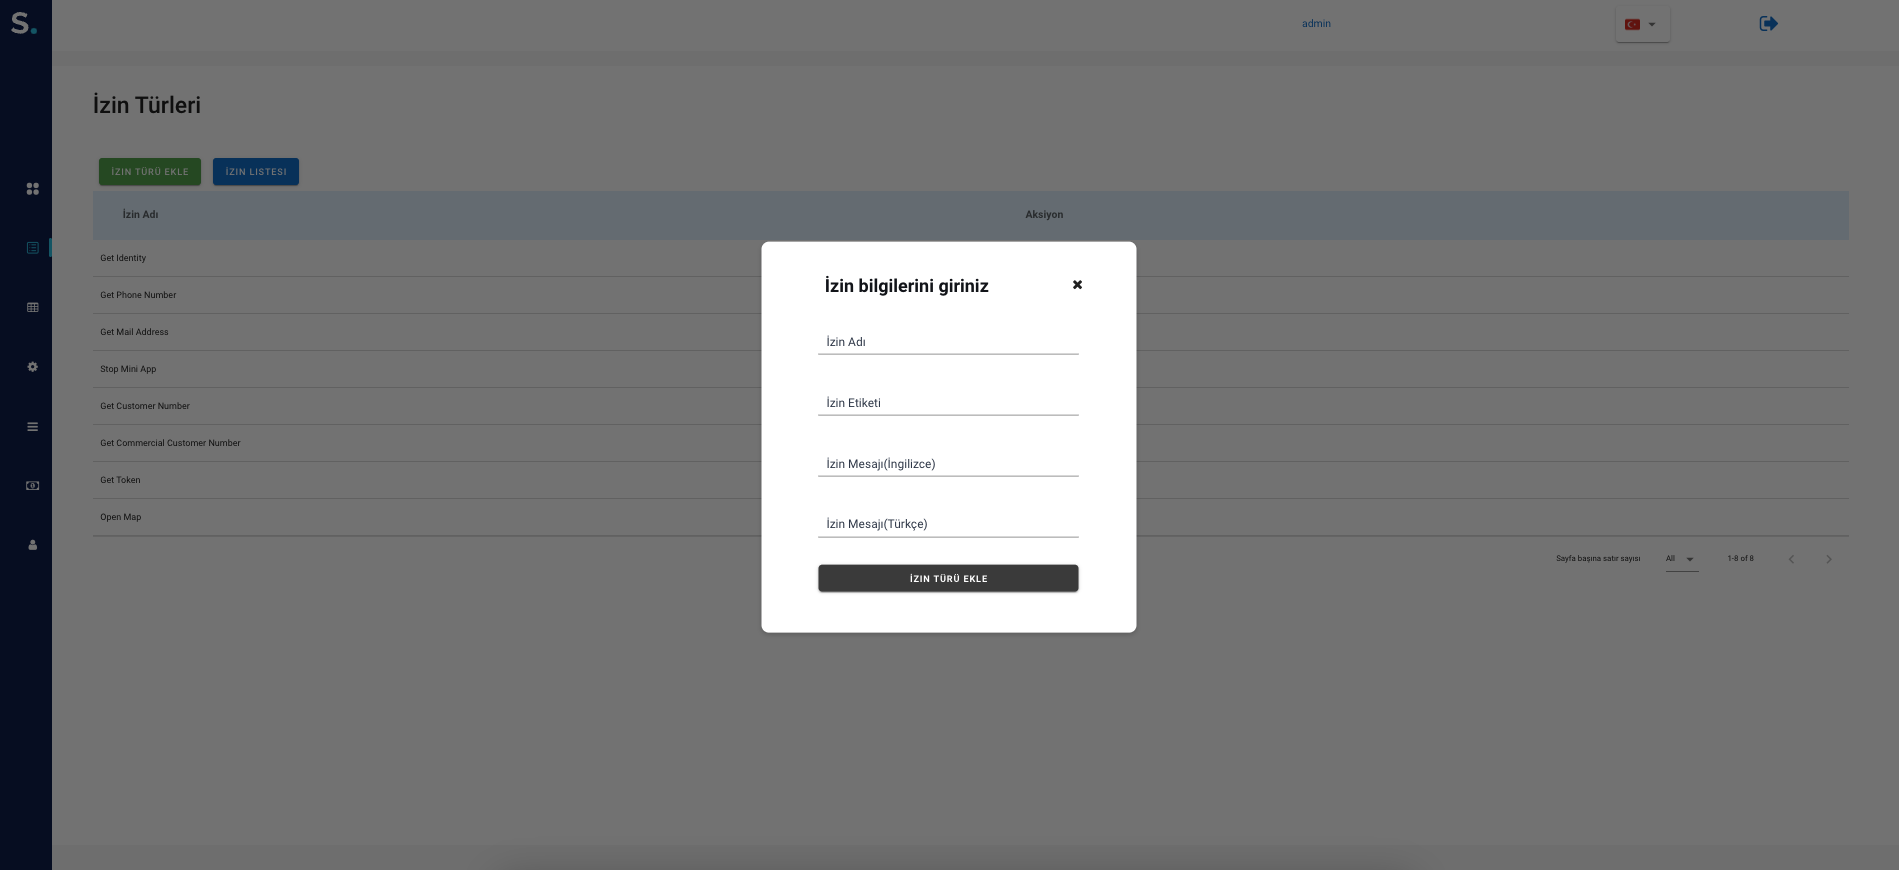 S.
admin
İzin Türleri
İZIN TÜRÜ EKLE
İZIN LISTESI
İzin Adı
Aksiyon
Get Identity
Get Phone Number
Get Mail Address
Stop Mini App
Get Customer Number
Get Commercial Customer Number
Get Token
Open Map
Sayfa başına satır sayısı
All
1-8 of 8
İzin bilgilerini giriniz
İzin Adı
İzin Etiketi
İzin Mesajı(İngilizce)
İzin Mesajı(Türkçe)
İZIN TÜRÜ EKLE